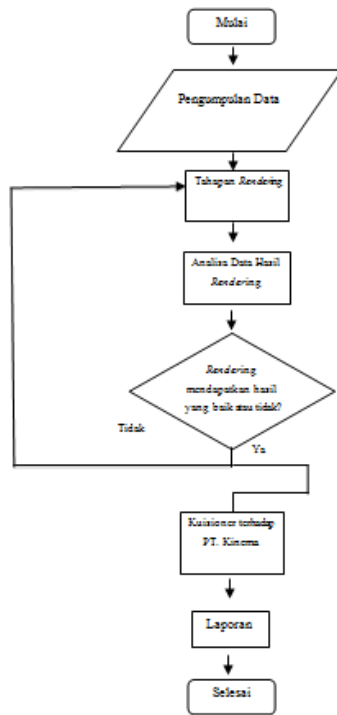 Mulai
Pengumpulan Data
Tahapan Rendering
Analisa Data Hasil
Rendering
Rendering
mendapatkan hasil
yang baik atau tidak?
Tidak
Ya
Kuisioner terhadap
PT. Kinema
Laporan
Selesai